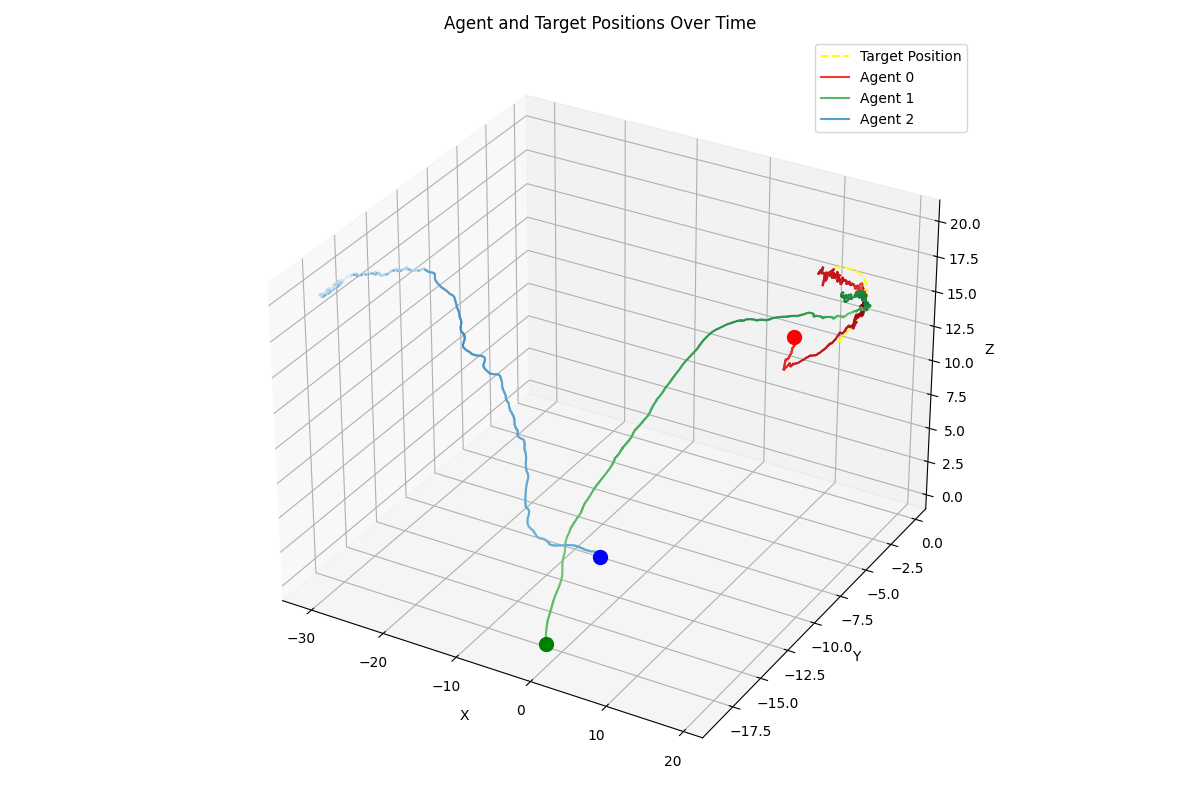 Agent and Target Positions Over Time
Target Position
Agent 0
Agent 1
Agent 2
20.0
17.5
15.0
12.5
10.0
7.5
5.0
2.5
0.0
Z
0.0
−2.5
−5.0
−7.5
−10.0
−12.5
−15.0
−17.5
Y
−30
−20
−10
0
10
20
X